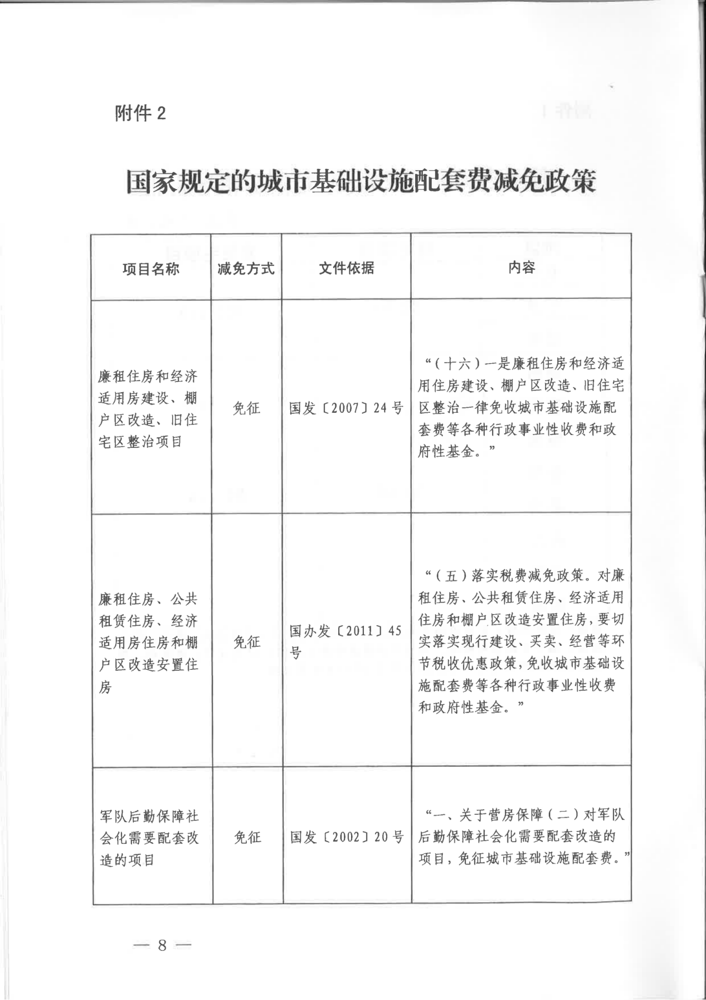 附件2
国家规定的城市基础设施配套费减免政策
项目名称
减免方式
文件依据
内容
廉租住房和经济
适用房建设、棚
户区改造、旧住
宅区整治项目
免征
国发〔2007〕24号
“(十六)一是廉租住房和经济适
用住房建设、棚户区改造、旧住宅
区整治一律免收城市基础设施配
套费等各种行政事业性收费和政
府性基金。”
廉租住房、公共
租赁住房、经济
适用房住房和棚
户区改造安置住
房
免征
国办发〔2011〕45
号
“(五)落实税费减免政策。对廉
租住房、公共租赁住房、经济适用
住房和棚户区改造安置住房,要切
实落实现行建设、买卖、经营等环
节税收优惠政策,免收城市基础设
施配套费等各种行政事业性收费
和政府性基金。”
军队后勤保障社
会化需要配套改
造的项目
免征
国发〔2002〕20号
“一、关于营房保障(二)对军队
后勤保障社会化需要配套改造的
项目,免征城市基础设施配套费。”
— 8 —